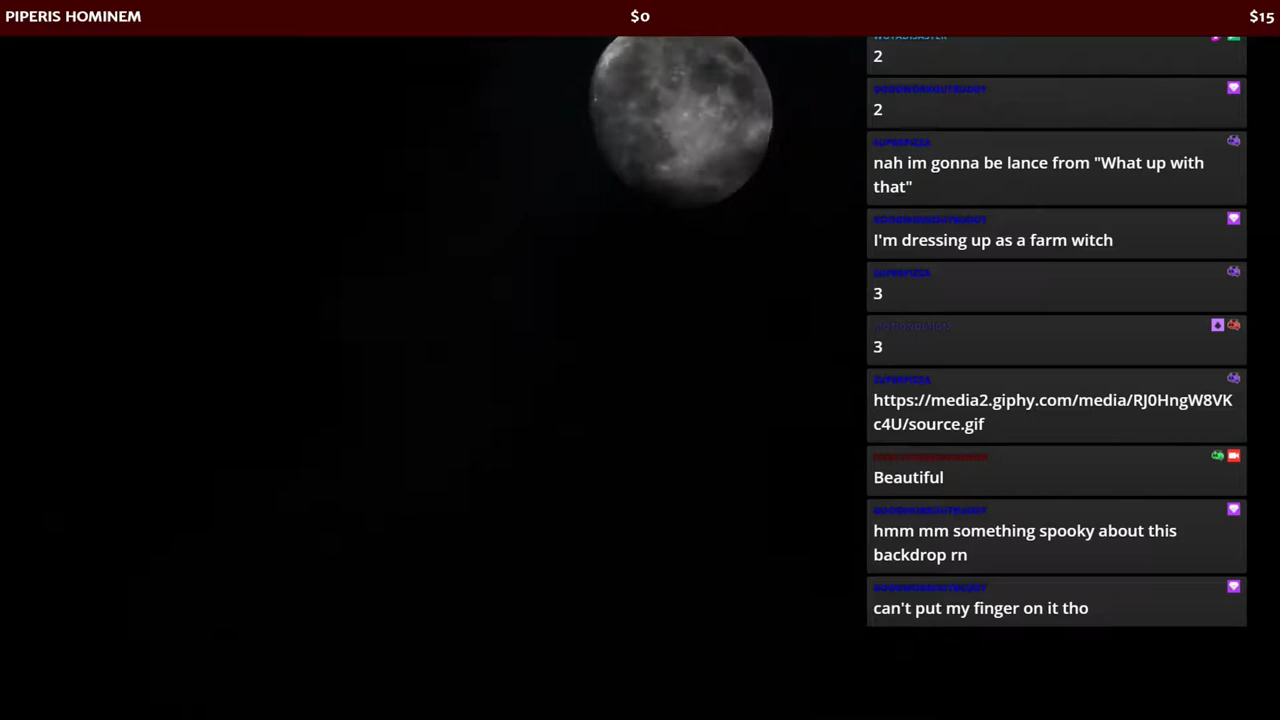 PIPERIS HOMINEM
$0
$15
2
2
nah im gonna be lance from "What up with
that"
I'm dressing up as a farm witch
3
3
https://media2.giphy.com/media/RJ0HngW8VK
c4U/source.gif
Beautiful
hmm mm something spooky about this
backdrop rn
can't put my finger on it tho